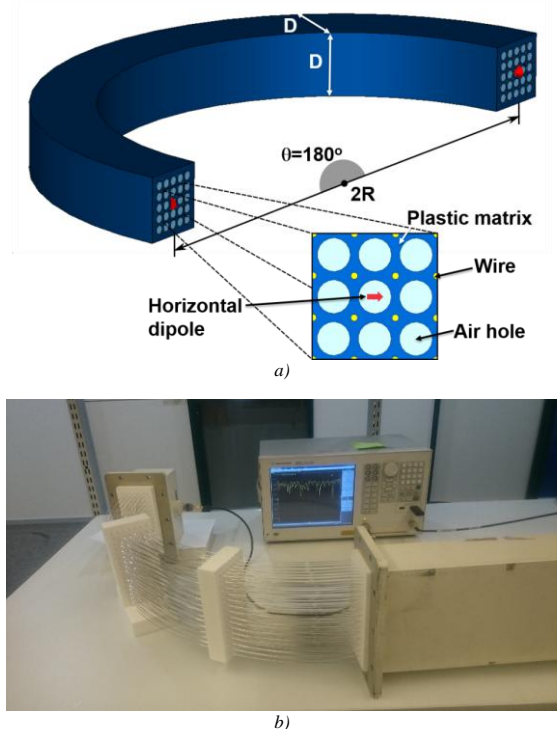 D
D
θ=180°
2R
Plastic matrix
Wire
Horizontal
dipole
Air hole
a)
b)